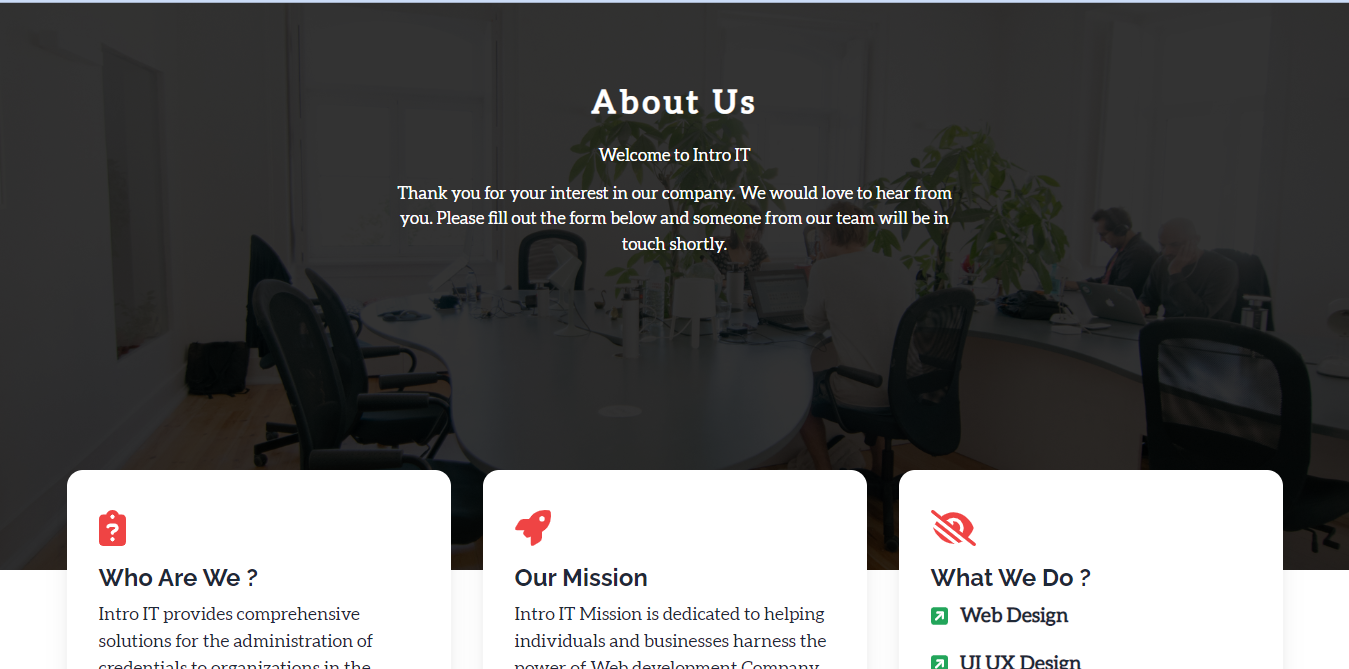 About Us
Welcome to Intro IT
Thank you for your interest in our company. We would love to hear from
you. Please fill out the form below and someone from our team will be in
touch shortly.
Who Are We ?
Intro IT provides comprehensive
solutions for the administration of
credentials to organizations in the
Our Mission
Intro IT Mission is dedicated to helping
individuals and businesses harness the
power of Web development Company
What We Do ?
Web Design
UI UX Design